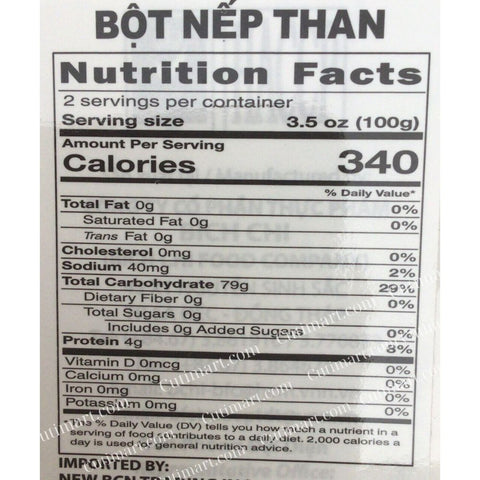 BỘT NẾP THAN
Nutrition Facts
2 servings per container
Serving size 3.5 oz (100g)
Amount Per Serving
Calories 340
% Daily Value*
Total Fat 0g 0%
Saturated Fat 0g 0%
Trans Fat 0g
Cholesterol 0mg 0%
Sodium 40mg 2%
Total Carbohydrate 79g 29%
Dietary Fiber 0g 0%
Total Sugars 0g
Includes 0g Added Sugars 0%
Protein 4g 8%
Vitamin D 0mcg 0%
Calcium 0mg 0%
Iron 0mg 0%
Potassium 0mg 0%
% Daily Value (DV) tells you how much a nutrient in a
serving of food contributes to a daily diet. 2,000 calories a
day is used for general nutrition advice.
IMPORTED BY:
Cutimart.com